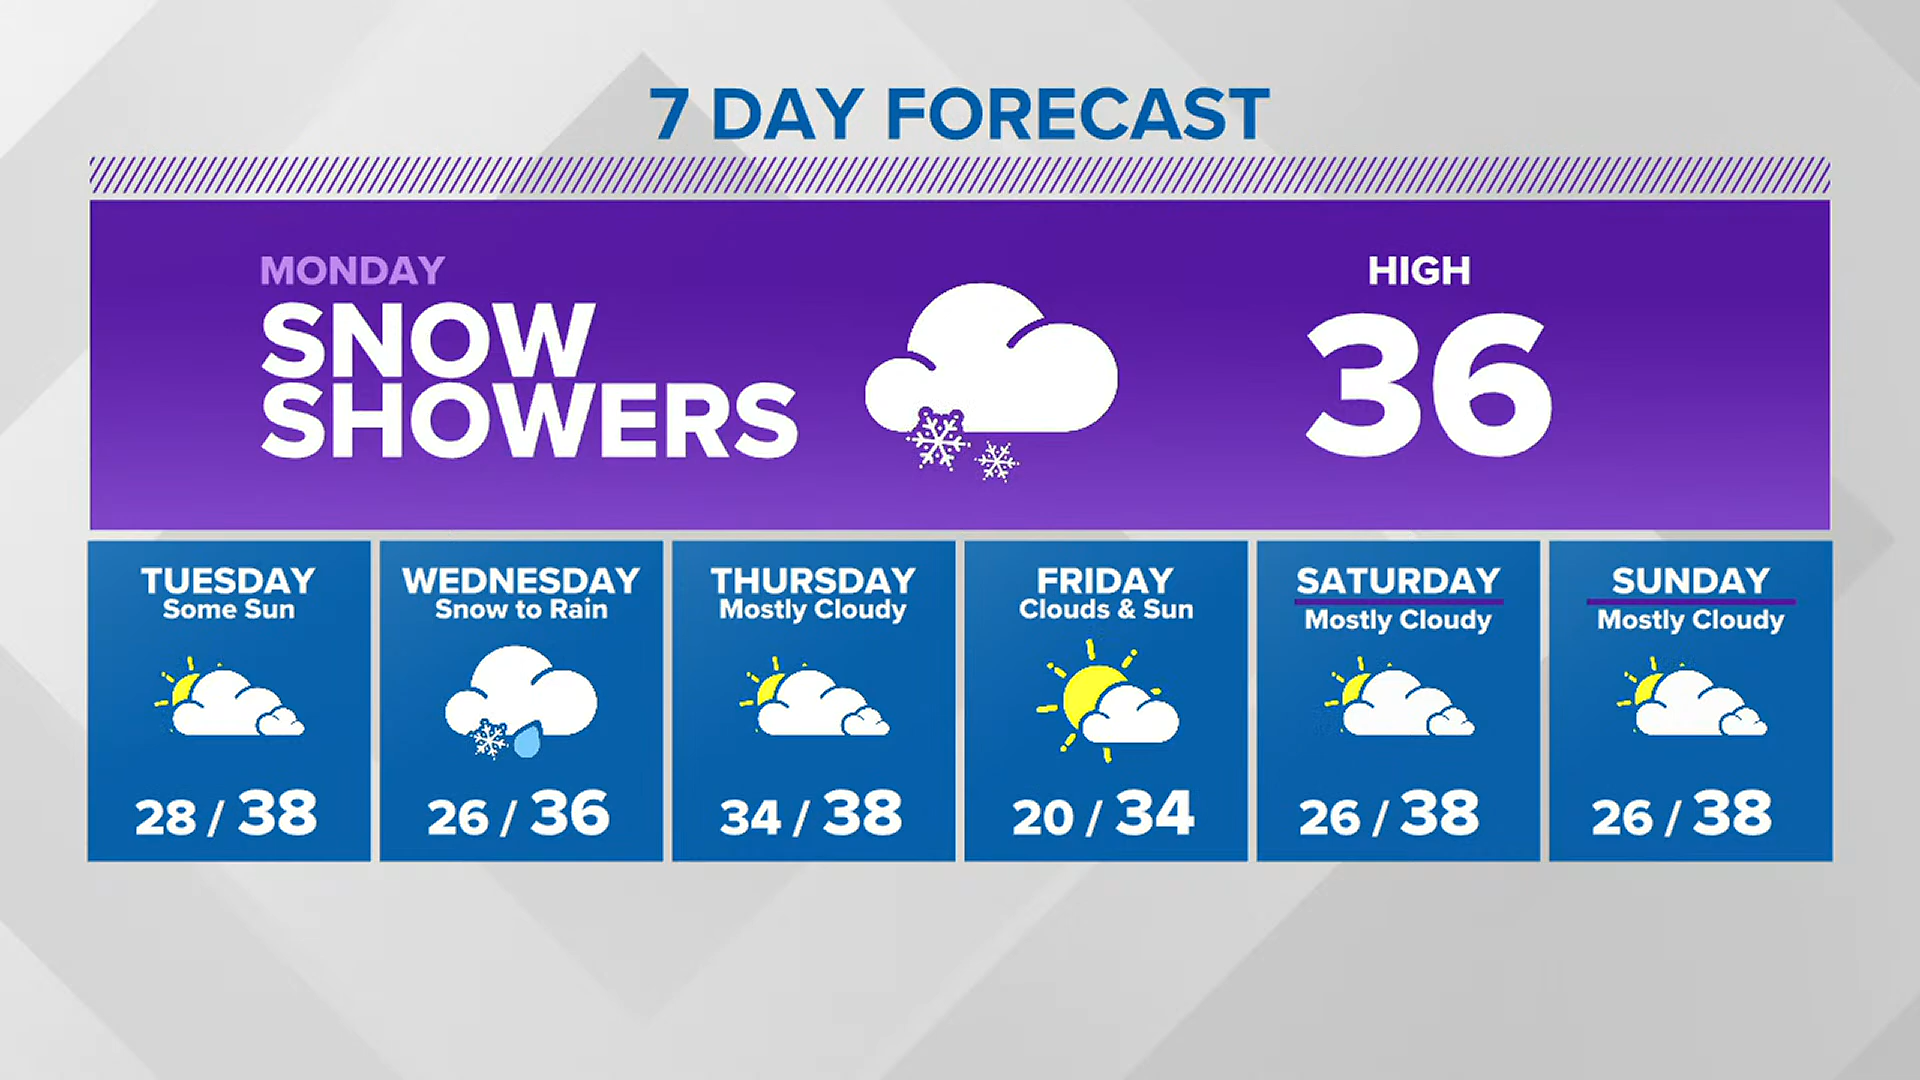 7 DAY FORECAST
MONDAY
SNOW
SHOWERS
HIGH
36
TUESDAY
Some Sun
28 / 38
WEDNESDAY
Snow to Rain
26 / 36
THURSDAY
Mostly Cloudy
34 / 38
FRIDAY
Clouds & Sun
20 / 34
SATURDAY
Mostly Cloudy
26 / 38
SUNDAY
Mostly Cloudy
26 / 38